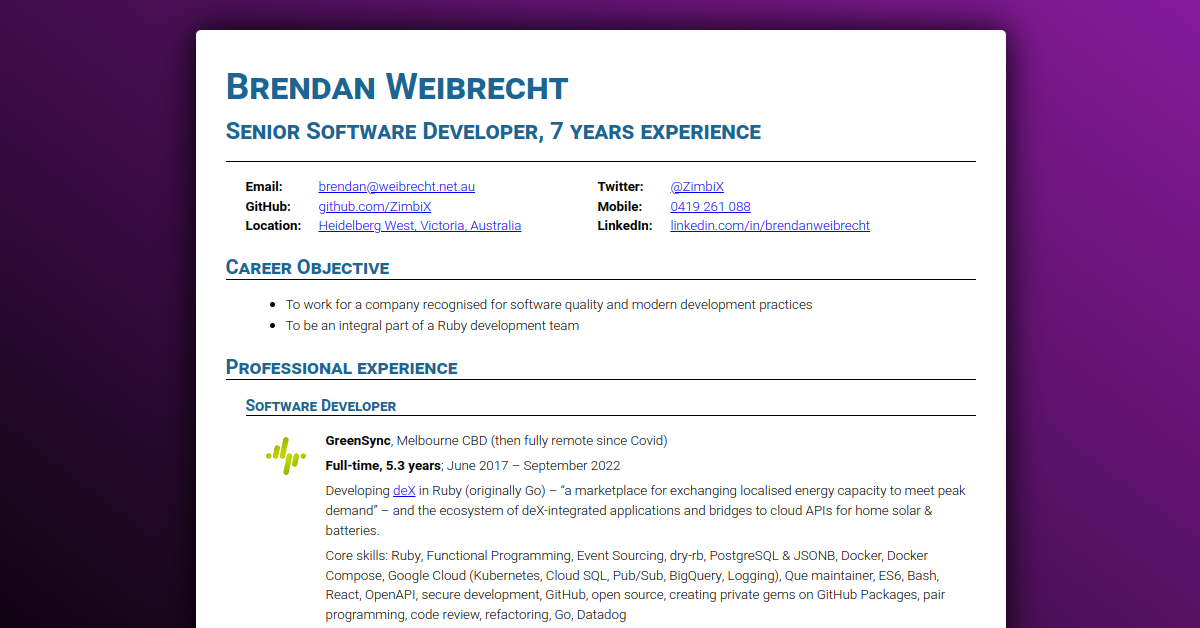 Brendan Weibrecht
Senior Software Developer, 7 years experience
Email: brendan@weibrecht.net.au Twitter: @ZimbiX
GitHub: github.com/ZimbiX Mobile: 0419 261 088
Location: Heidelberg West, Victoria, Australia LinkedIn: linkedin.com/in/brendanweibrecht
Career Objective
• To work for a company recognised for software quality and modern development practices
• To be an integral part of a Ruby development team
Professional experience
Software Developer
GreenSync, Melbourne CBD (then fully remote since Covid)
Full-time, 5.3 years; June 2017 – September 2022
Developing deX in Ruby (originally Go) – “a marketplace for exchanging localised energy capacity to meet peak
demand” – and the ecosystem of deX-integrated applications and bridges to cloud APIs for home solar &
batteries.
Core skills: Ruby, Functional Programming, Event Sourcing, dry-rb, PostgreSQL & JSONB, Docker, Docker
Compose, Google Cloud (Kubernetes, Cloud SQL, Pub/Sub, BigQuery, Logging), Que maintainer, ES6, Bash,
React, OpenAPI, secure development, GitHub, open source, creating private gems on GitHub Packages, pair
programming, code review, refactoring, Go, Datadog